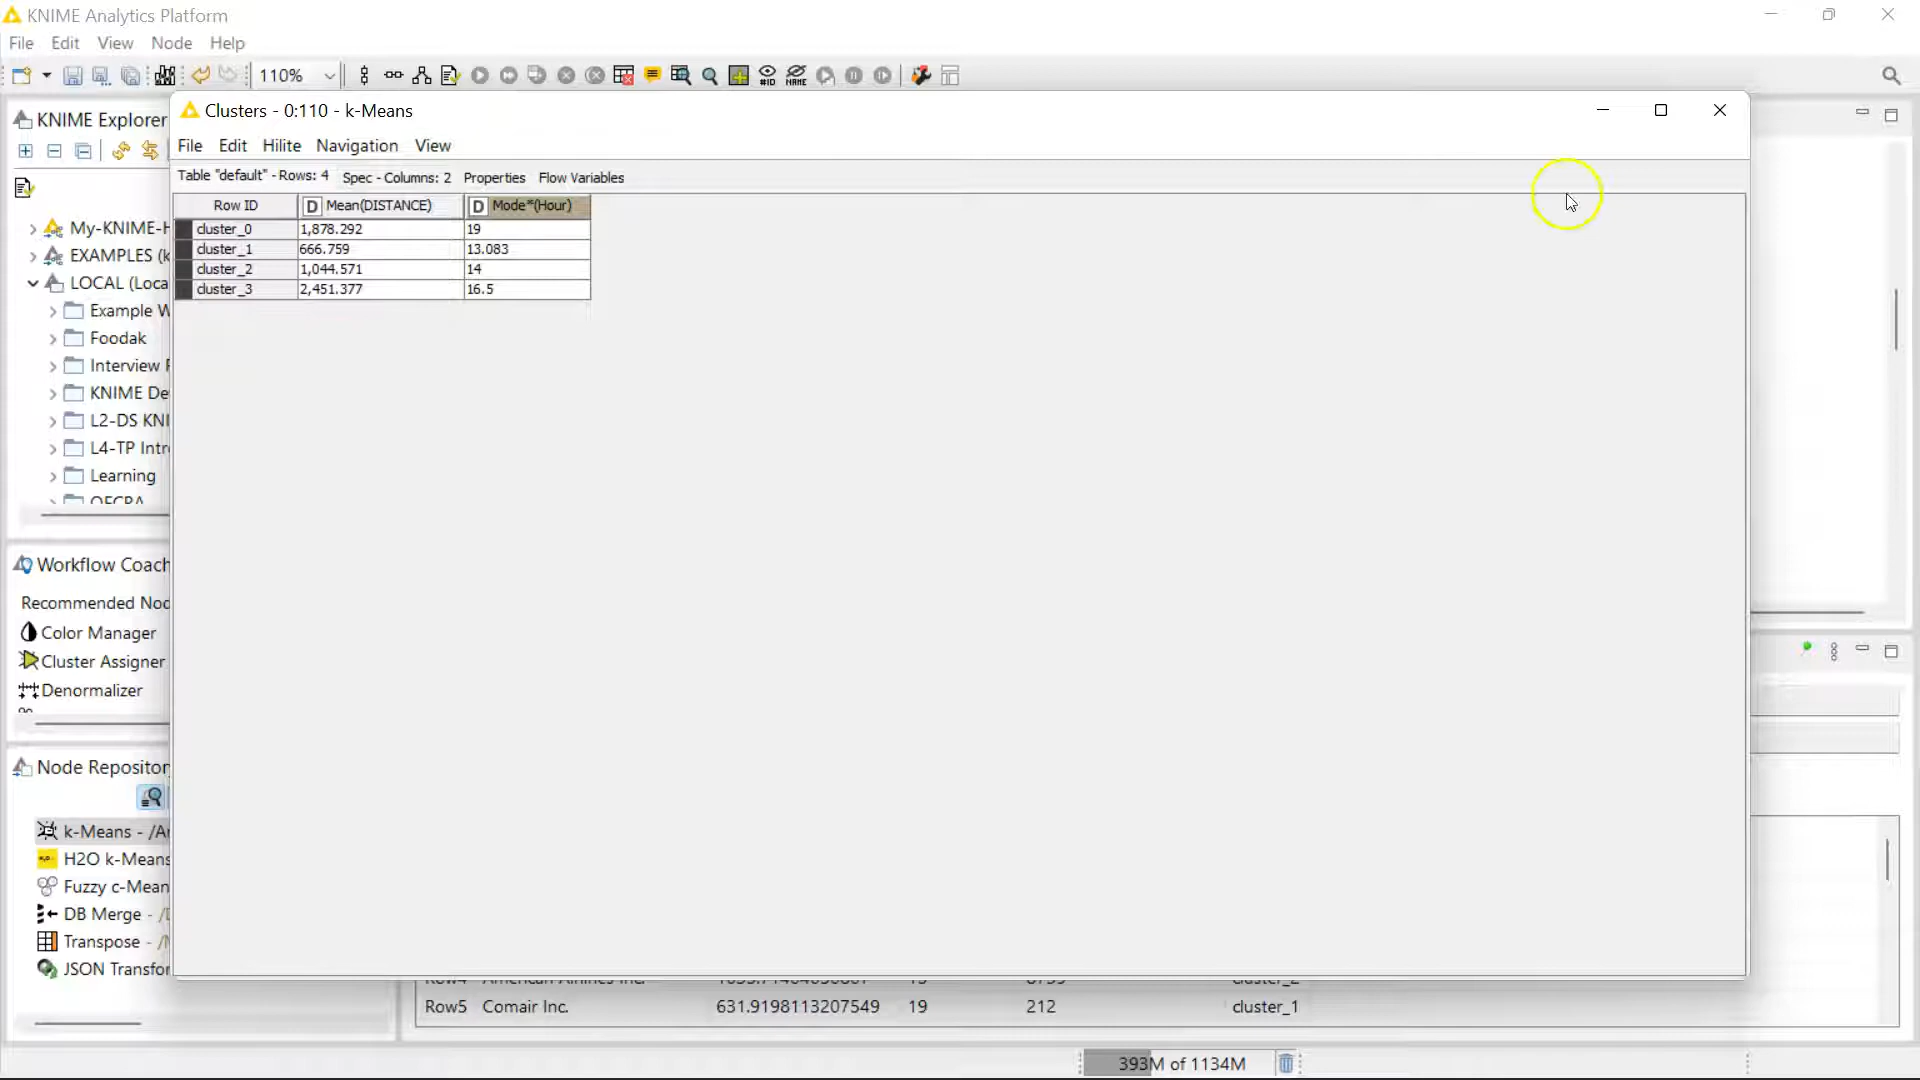 KNIME Analytics Platform
File Edit View Node Help
110%
#ID NAME
KNIME Explorer
Clusters - 0:110 - k-Means
File Edit Hilite Navigation View
Table "default" - Rows: 4 Spec - Columns: 2 Properties Flow Variables
Row ID D Mean(DISTANCE) D Mode*(Hour)
cluster_0 1,878.292 19
cluster_1 666.759 13.083
cluster_2 1,044.571 14
cluster_3 2,451.377 16.5
My-KNIME-H
EXAMPLES (k
LOCAL (Loca
Example W
Foodak
Interview
KNIME De
L2-DS KNI
L4-TP Intr
Learning
Workflow Coach
Recommended Nod
Color Manager
Cluster Assigner
Denormalizer
Node Repository
k-Means - /A
H2O k-Means
Fuzzy c-Mean
DB Merge - /D
Transpose - /M
JSON Transfor
Row5 Comair Inc. 631.9198113207549 19 212 cluster_1
393M of 1134M